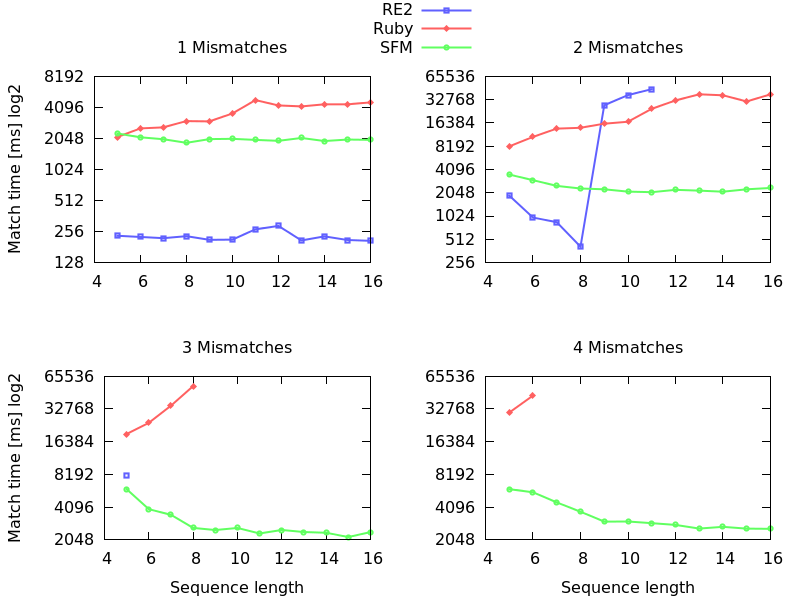 RE2
Ruby
SFM
1 Mismatches
2 Mismatches
Match time [ms] log2
8192
4096
2048
1024
512
256
128
4 6 8 10 12 14 16
65536
32768
16384
8192
4096
2048
1024
512
256
4 6 8 10 12 14 16
3 Mismatches
4 Mismatches
Match time [ms] log2
65536
32768
16384
8192
4096
2048
4 6 8 10 12 14 16
Sequence length
65536
32768
16384
8192
4096
2048
4 6 8 10 12 14 16
Sequence length